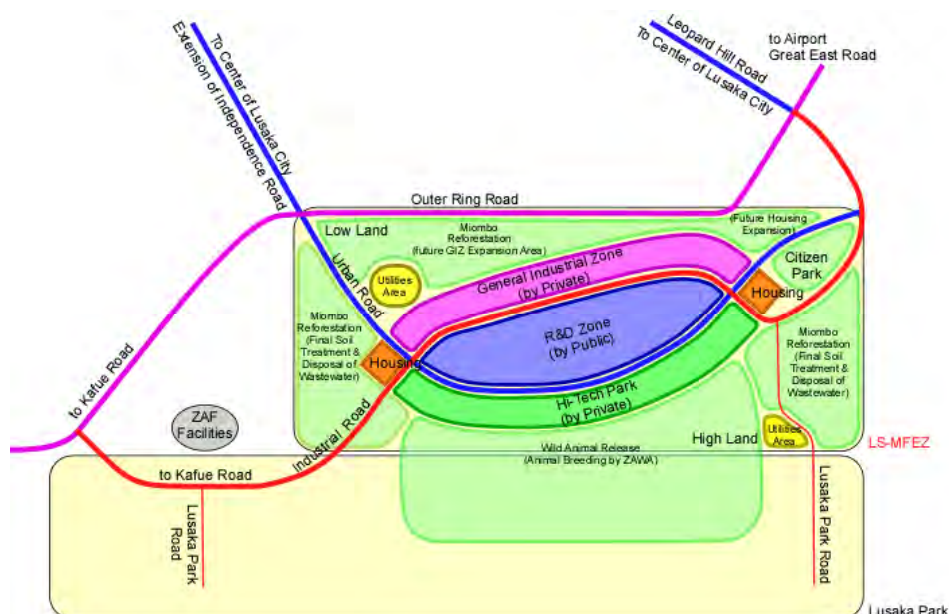 To Center of Lusaka City
Extension of Independence Road
Leopard Hill Road
To Center of Lusaka City
to Airport
Great East Road
Outer Ring Road
Low Land
Miombo
Reforestation
(future GIZ Expansion Area)
(Future Housing
Expansion)
Citizen
Park
Urban Road
Utilities
Area
General Industrial Zone
(by Private)
Housing
R&D Zone
(by Public)
Miombo
Reforestation
(Final Soil
Treatment &
Disposal of
Wastewater)
Housing
Miombo
Reforestation
(Final Soil
Treatment &
Disposal of
Wastewater)
Hi-Tech Park
(by Private)
to Kafue Road
ZAF
Facilities
Industrial Road
High Land
Utilities
Area
LS-MFEZ
Wild Animal Release
(Animal Breeding by ZAWA)
to Kafue Road
Lusaka Park
Road
Lusaka Park Road
Lusaka Park